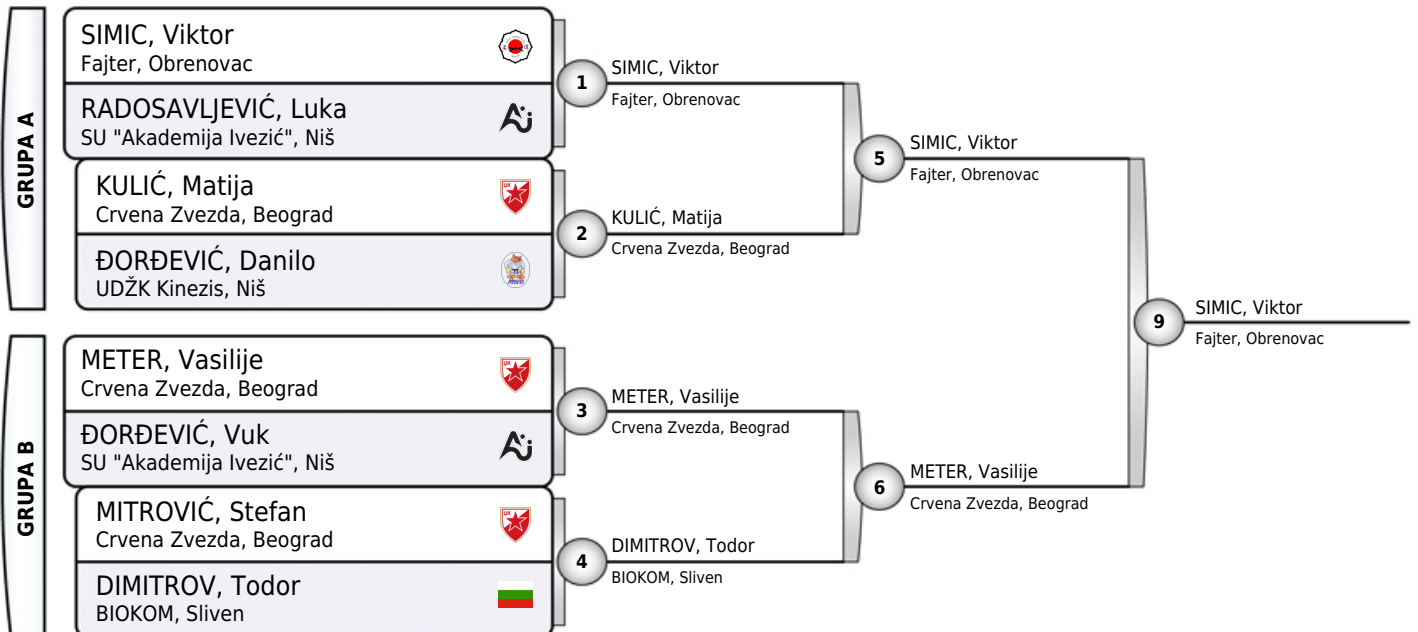 GRUPA A
SIMIC, Viktor
Fajter, Obrenovac
RADOSAVLJEVIĆ, Luka
SU "Akademija Ivezić", Niš
KULIĆ, Matija
Crvena Zvezda, Beograd
ĐORĐEVIĆ, Danilo
UDŽK Kinezis, Niš
GRUPA B
METER, Vasilije
Crvena Zvezda, Beograd
ĐORĐEVIĆ, Vuk
SU "Akademija Ivezić", Niš
MITROVIĆ, Stefan
Crvena Zvezda, Beograd
DIMITROV, Todor
BIOKOM, Sliven
1
SIMIC, Viktor
Fajter, Obrenovac
2
KULIĆ, Matija
Crvena Zvezda, Beograd
3
METER, Vasilije
Crvena Zvezda, Beograd
4
DIMITROV, Todor
BIOKOM, Sliven
5
SIMIC, Viktor
Fajter, Obrenovac
6
METER, Vasilije
Crvena Zvezda, Beograd
9
SIMIC, Viktor
Fajter, Obrenovac